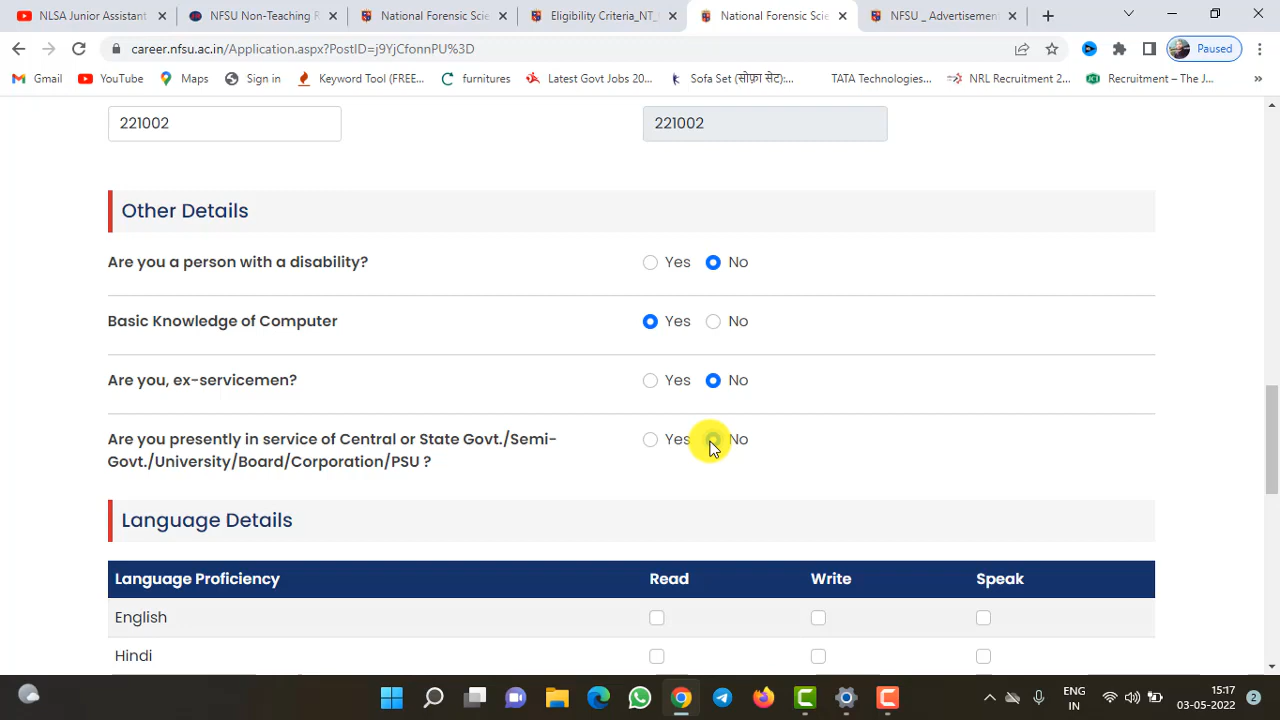 NLSA Junior Assistant
NFSU Non-Teaching R
National Forensic Scie
Eligibility Criteria_NT_
National Forensic Scie
NFSU _ Advertisement
career.nfsu.ac.in/Application.aspx?PostID=j9YjCfonnPU%3D
Paused
Gmail
YouTube
Maps
Sign in
Keyword Tool (FREE...
furnitures
Latest Govt Jobs 20...
Sofa Satt (सोफ़ा सेट):...
TATA Technologies...
NRL Recruitment 2...
Recruitment – The J...
»
221002
221002
Other Details
Are you a person with a disability?
Yes
No
Basic Knowledge of Computer
Yes
No
Are you, ex-servicemen?
Yes
No
Are you presently in service of Central or State Govt./Semi-
Govt./University/Board/Corporation/PSU ?
Yes
No
Language Details
Language Proficiency
Read
Write
Speak
English
Hindi
ENG
IN
15:17
03-05-2022
2